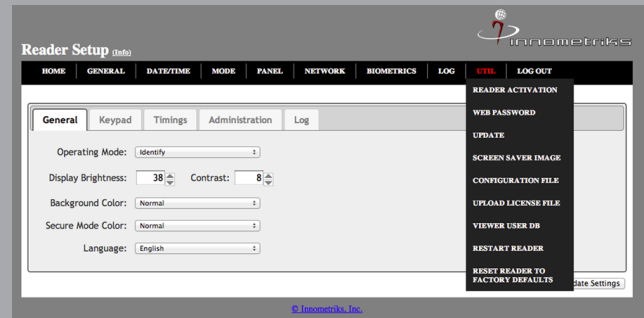 innometriks
Reader Setup (Info)
HOME GENERAL DATE/TIME MODE PANEL NETWORK BIOMETRICS LOG UTIL LOG OUT
READER ACTIVATION
WEB PASSWORD
UPDATE
SCREEN SAVER IMAGE
CONFIGURATION FILE
UPLOAD LICENSE FILE
VIEWER USER DB
RESTART READER
RESET READER TO
FACTORY DEFAULTS
General Keypad Timings Administration Log
Operating Mode: Identify
Display Brightness: 38 Contrast: 8
Background Color: Normal
Secure Mode Color: Normal
Language: English
date Settings
© Innometriks, Inc.